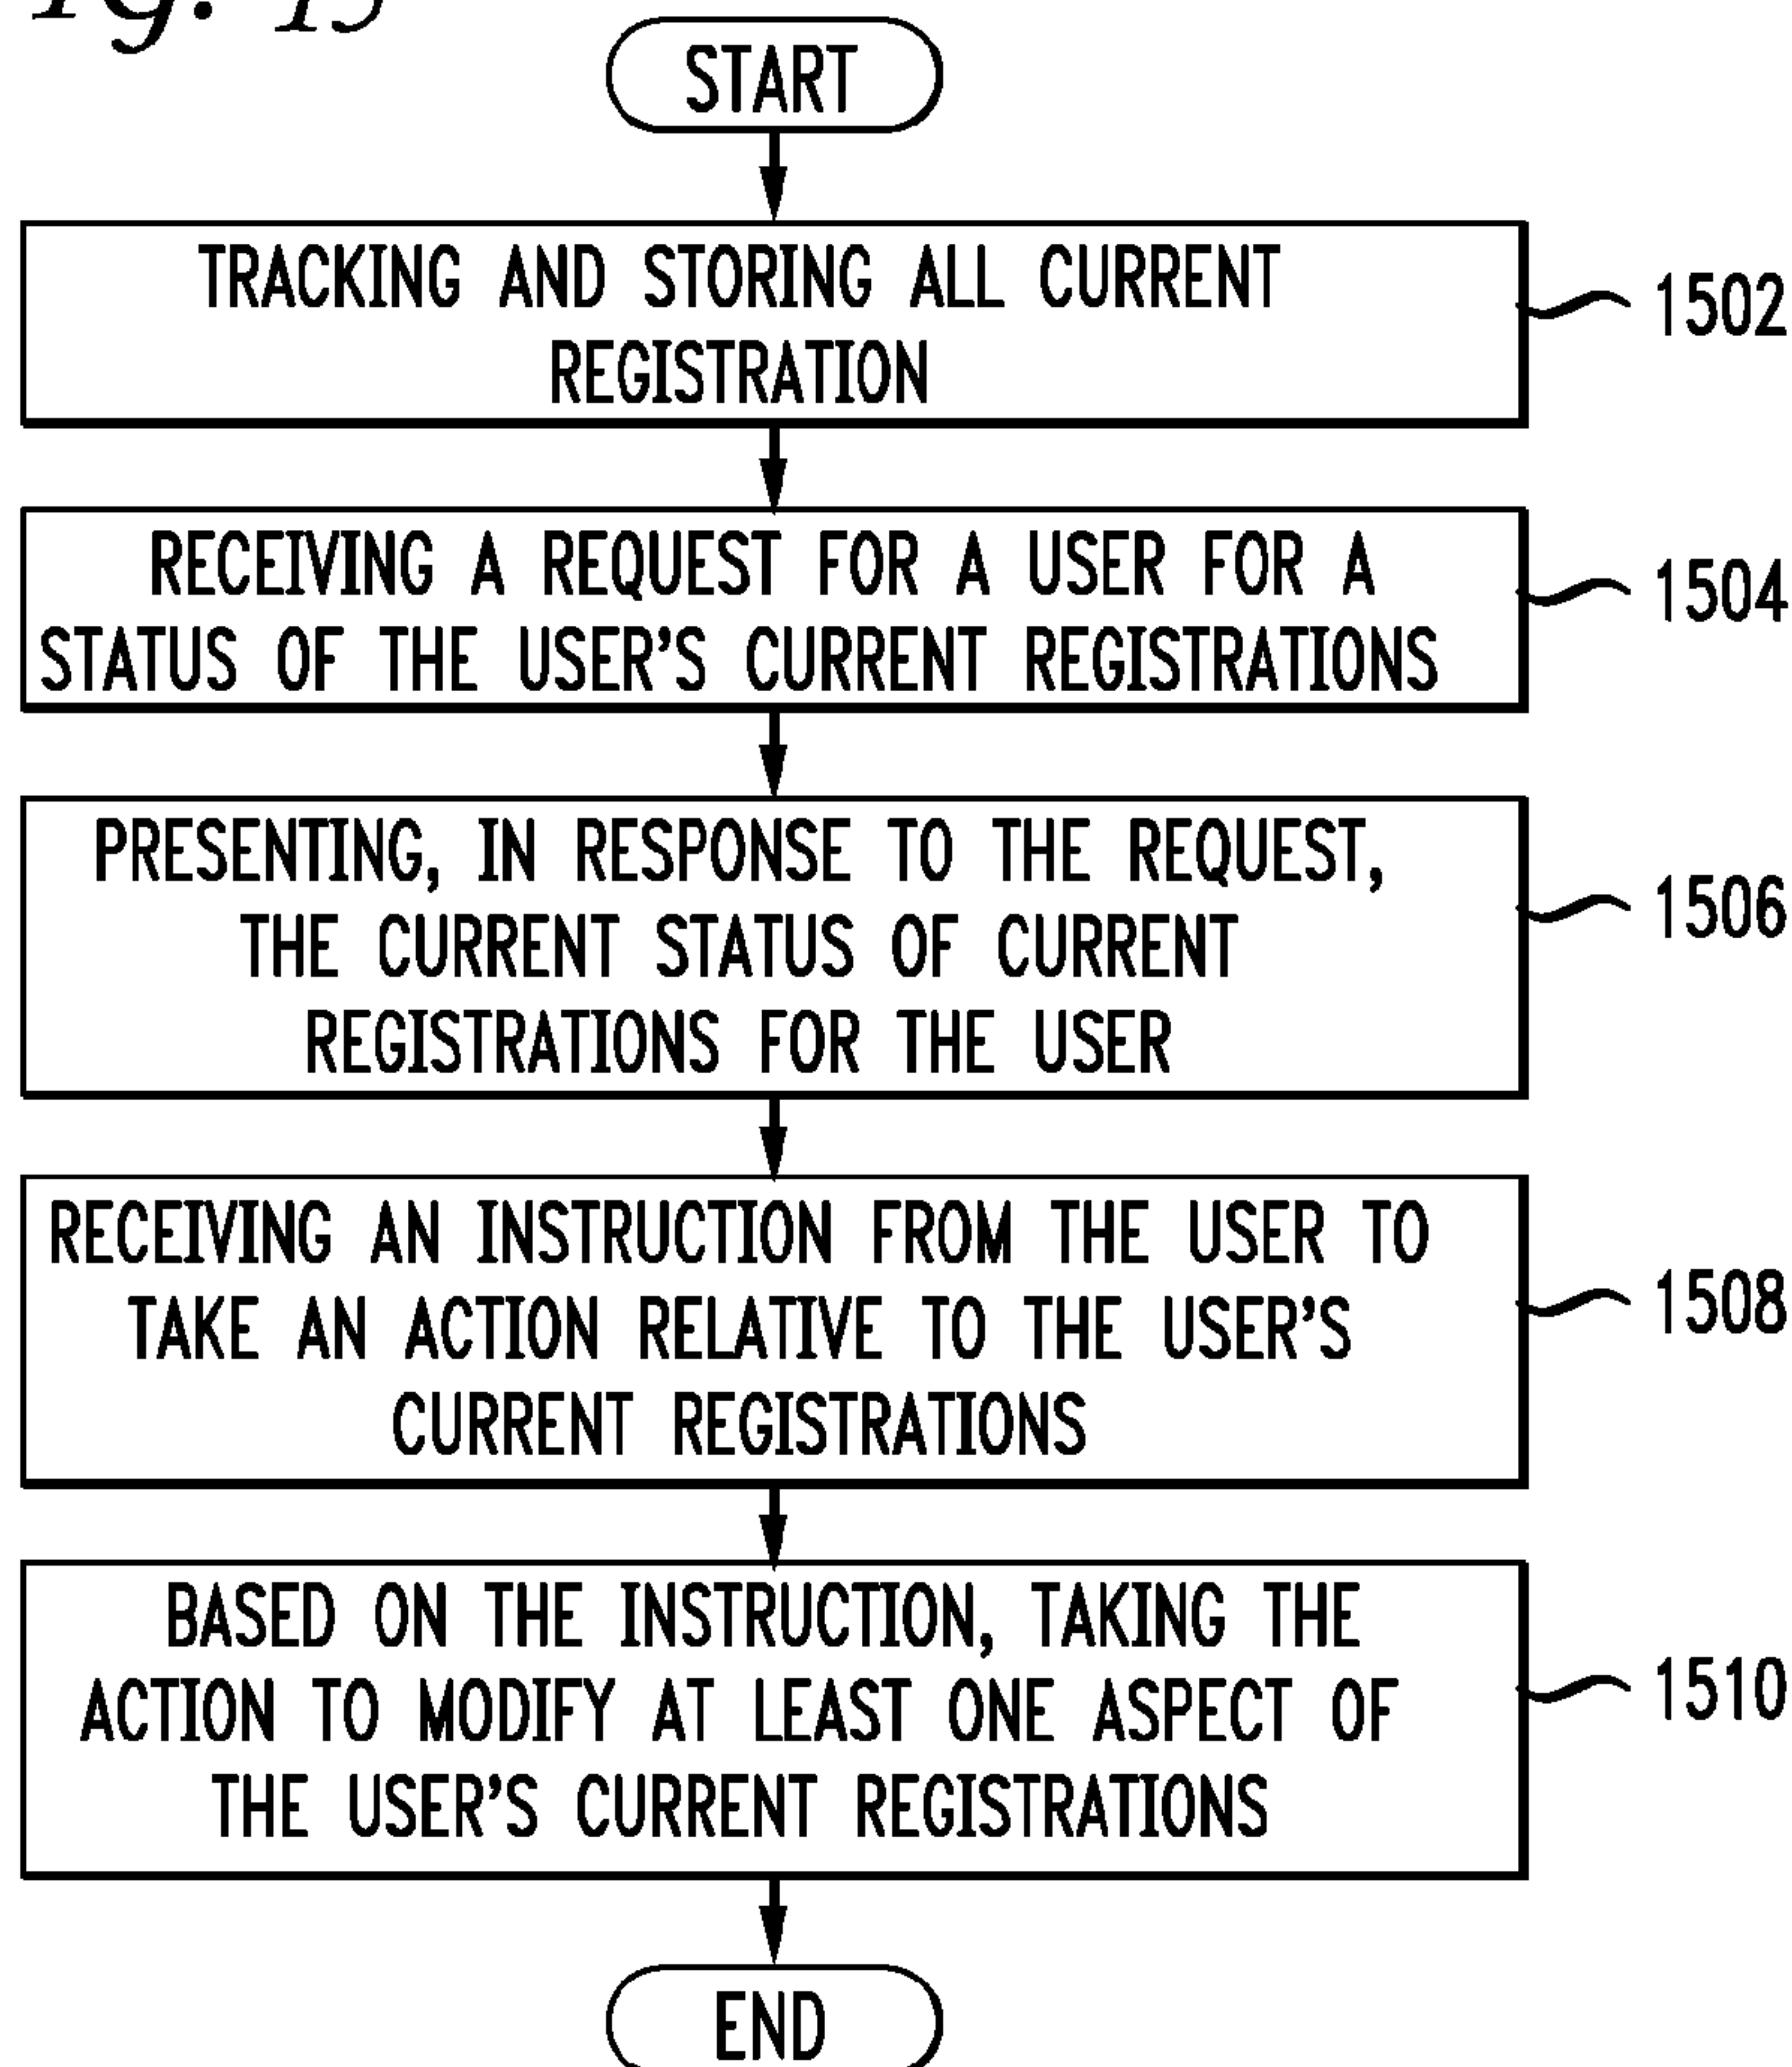 Fig. 15
START
TRACKING AND STORING ALL CURRENT
REGISTRATION
1502
RECEIVING A REQUEST FOR A USER FOR A
STATUS OF THE USER'S CURRENT REGISTRATIONS
1504
PRESENTING, IN RESPONSE TO THE REQUEST,
THE CURRENT STATUS OF CURRENT
REGISTRATIONS FOR THE USER
1506
RECEIVING AN INSTRUCTION FROM THE USER TO
TAKE AN ACTION RELATIVE TO THE USER'S
CURRENT REGISTRATIONS
1508
BASED ON THE INSTRUCTION, TAKING THE
ACTION TO MODIFY AT LEAST ONE ASPECT OF
THE USER'S CURRENT REGISTRATIONS
1510
END